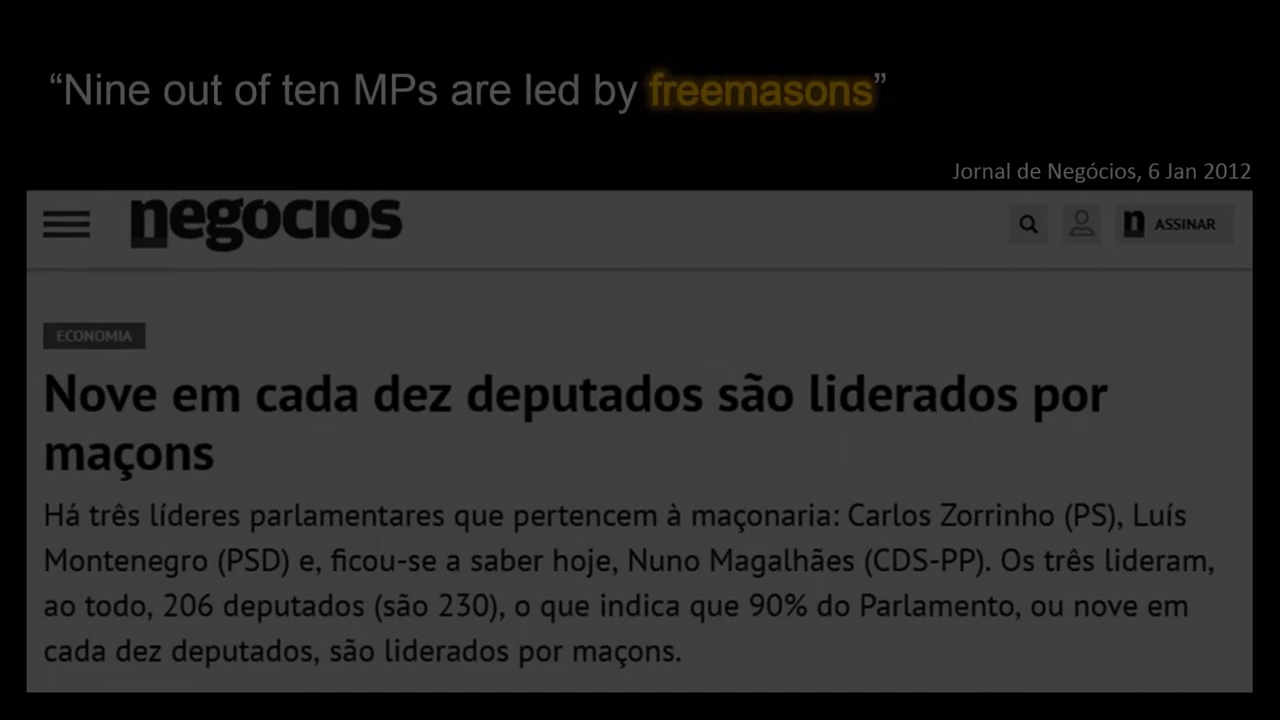 “Nine out of ten MPs are led by freemasons”
Jornal de Negócios, 6 Jan 2012
negócios
n ASSINAR
ECONOMIA
Nove em cada dez deputados são liderados por
maçons
Há três líderes parlamentares que pertencem à maçonaria: Carlos Zorrinho (PS), Luís
Montenegro (PSD) e, ficou-se a saber hoje, Nuno Magalhães (CDS-PP). Os três lideram,
ao todo, 206 deputados (são 230), o que indica que 90% do Parlamento, ou nove em
cada dez deputados, são liderados por maçons.